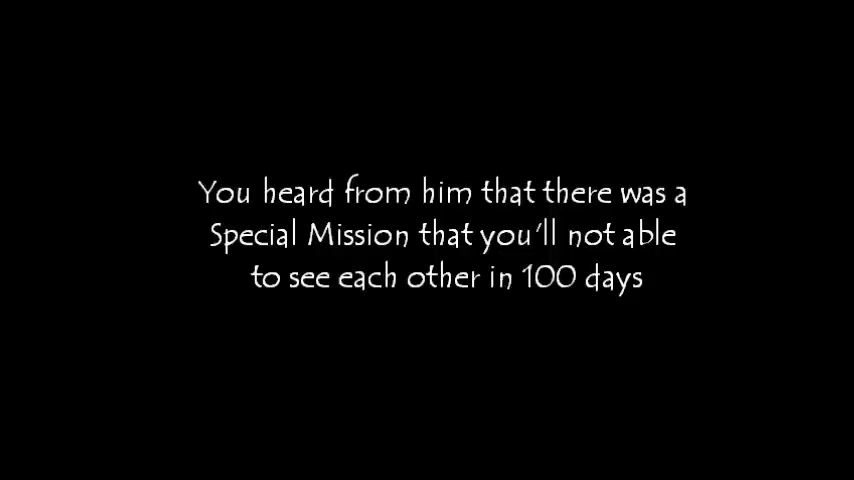 You heard from him that there was a
Special Mission that you'll not able
to see each other in 100 days